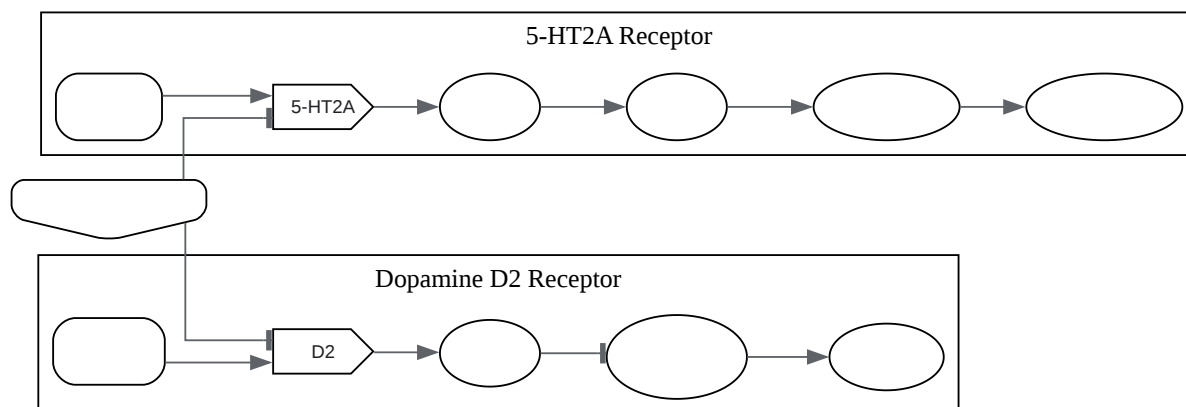 5-HT2A Receptor
5-HT2A
Dopamine D2 Receptor
D2